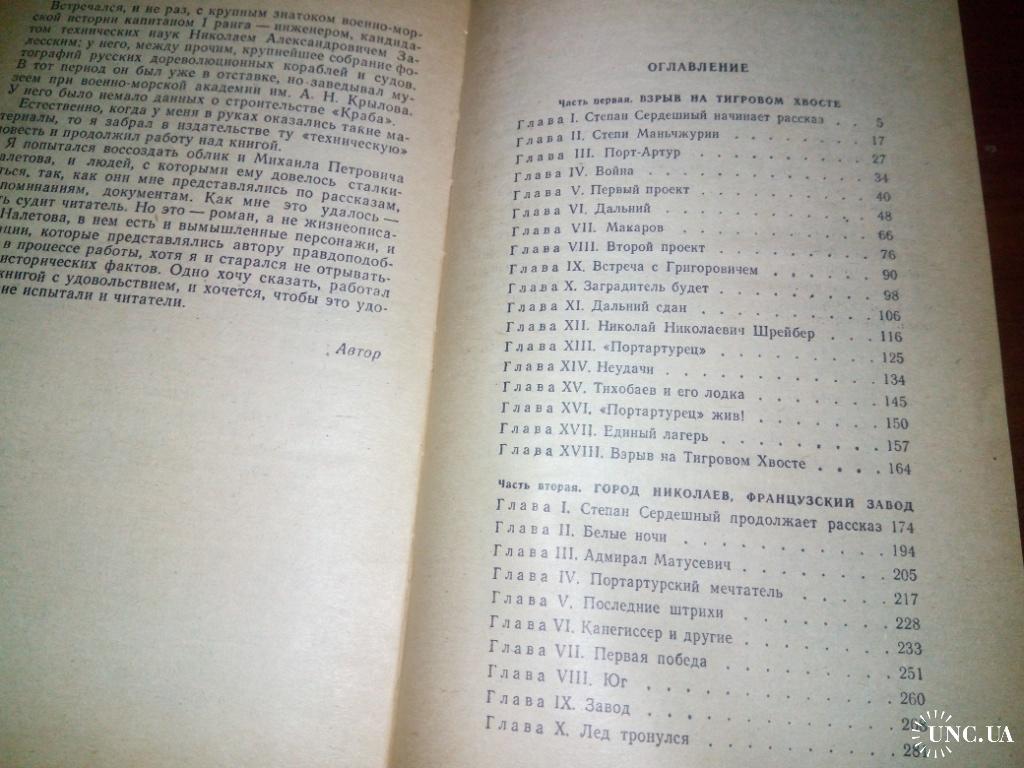 Встречался, и не раз, с крупным знатоком военно-мор-
ской истории капитаном I ранга — инженером, кандида-
том технических наук Николаем Александровичем За-
лесским; у него, между прочим, крупнейшее собрание фо-
тографий русских дореволюционных кораблей и судов.
В тот период он был уже в отставке, но заведывал му-
зеем при военно-морской академии им. А. Н. Крылова.
У него было немало данных о строительстве «Краба».
Естественно, когда у меня в руках оказались такие ма-
териалы, то я забрал в издательстве ту «техническую»
повесть и продолжил работу над книгой.
Я попытался воссоздать облик и Михаила Петровича
алетова, и людей, с которыми ему довелось сталки-
ться, так, как они мне представлялись по рассказам,
поминаниям, документам. Как мне это удалось —
ть судит читатель. Но это — роман, а не жизнеописа-
Налетова, в нем есть и вымышленные персонажи, и
ации, которые представлялись автору правдоподоб-
в процессе работы, хотя я и старался не отрывать-
исторических фактов. Одно хочу сказать, работал
книгой с удовольствием, и хочется, чтобы это удо-
ие испытали и читатели.
Автор
ОГЛАВЛЕНИЕ
Часть первая. ВЗРЫВ НА ТИГРОВОМ ХВОСТЕ
Глава I. Степан Сердешный начинает рассказ . 5
Глава II. Степи Маньчжурии . . . . . 17
Глава III. Порт-Артур . . . . . . 27
Глава IV. Война . . . . . . . 34
Глава V. Первый проект . . . . . . 40
Глава VI. Дальний . . . . . . . 48
Глава VII. Макаров . . . . . . . 66
Глава VIII. Второй проект . . . . . 76
Глава IX. Встреча с Григоровичем . . . . 90
Глава X. Заградитель будет . . . . . 98
Глава XI. Дальний сдан . . . . . . 106
Глава XII. Николай Николаевич Шрейбер . . . 116
Глава XIII. «Портартурец» . . . . . 125
Глава XIV. Неудачи . . . . . . . 134
Глава XV. Тихобаев и его лодка . . . . . 145
Глава XVI. «Портартурец» жив! . . . . . 150
Глава XVII. Единый лагерь . . . . . . 157
Глава XVIII. Взрыв на Тигровом Хвосте . . . . 164
Часть вторая. ГОРОД НИКОЛАЕВ, ФРАНЦУЗСКИЙ ЗАВОД
Глава I. Степан Сердешный продолжает рассказ 174
Глава II. Белые ночи . . . . . . . 194
Глава III. Адмирал Матусевич . . . . . 205
Глава IV. Портартурский мечтатель . . . . 217
Глава V. Последние штрихи . . . . . . 228
Глава VI. Канегиссер и другие . . . . . 233
Глава VII. Первая победа . . . . . . 251
Глава VIII. Юг . . . . . . . . 260
Глава IX. Завод . . . . . . . .
Глава X. Лед тронулся . . . . . . .
UNC.UA